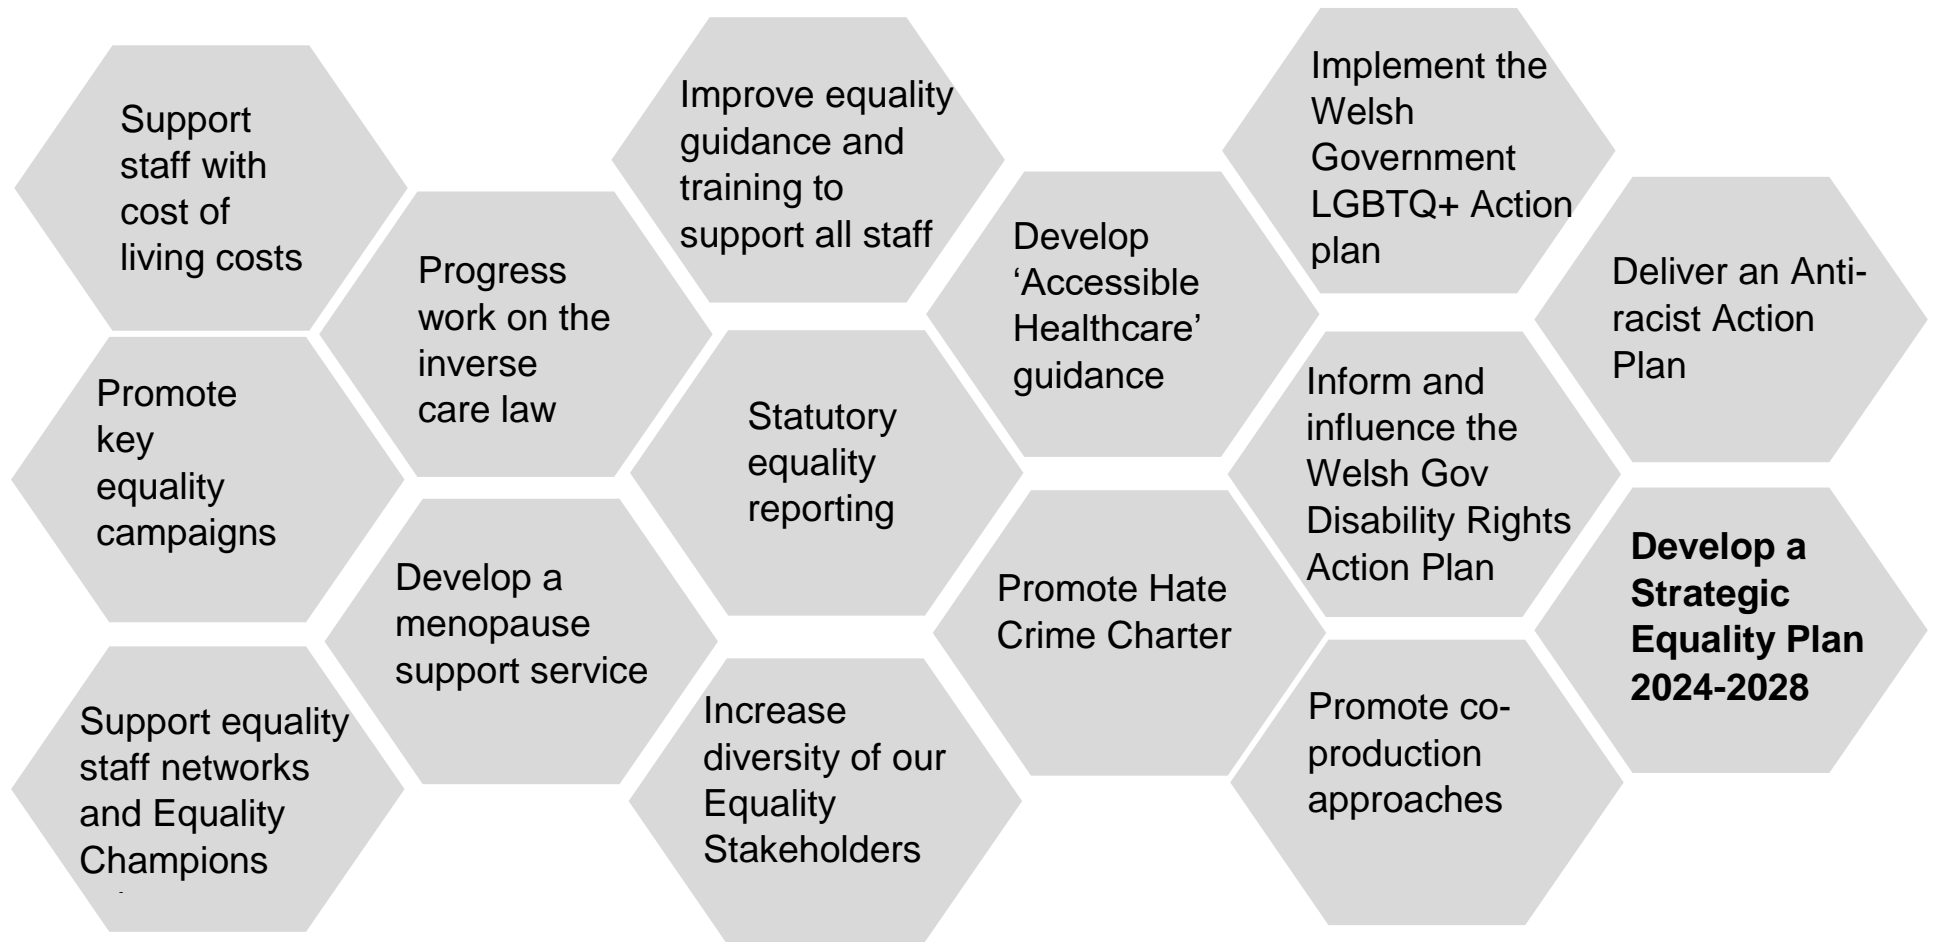 Support
staff with
cost of
living costs
Promote
key
equality
campaigns
Support equality
staff networks
and Equality
Champions
Progress
work on the
inverse
care law
Develop a
menopause
support service
Improve equality
guidance and
training to
support all staff
Statutory
equality
reporting
Increase
diversity of our
Equality
Stakeholders
Develop
‘Accessible
Healthcare’
guidance
Promote Hate
Crime Charter
Implement the
Welsh
Government
LGBTQ+ Action
plan
Inform and
influence the
Welsh Gov
Disability Rights
Action Plan
Promote co-
production
approaches
Deliver an Anti-
racist Action
Plan
Develop a
Strategic
Equality Plan
2024-2028